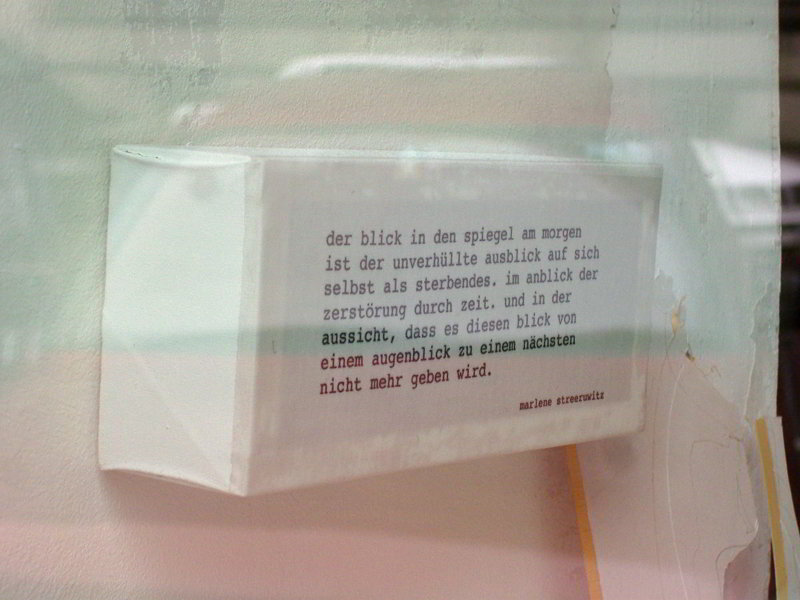 der blick in den spiegel am morgen
ist der unverhüllte ausblick auf sich
selbst als sterbendes. im anblick der
zerstörung durch zeit. und in der
aussicht, dass es diesen blick von
einem augenblick zu einem nächsten
nicht mehr geben wird.
marlene streeruwitz